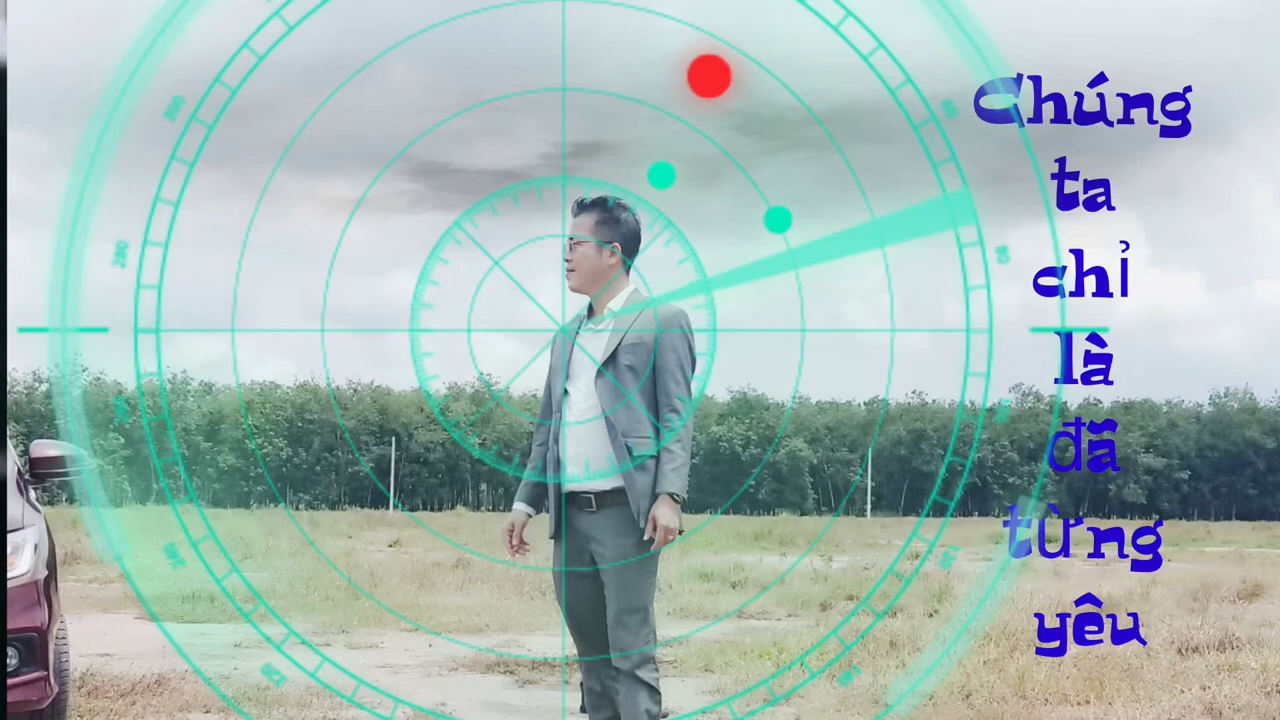 Chúng
ta
chỉ
là
đã
từng
yêu